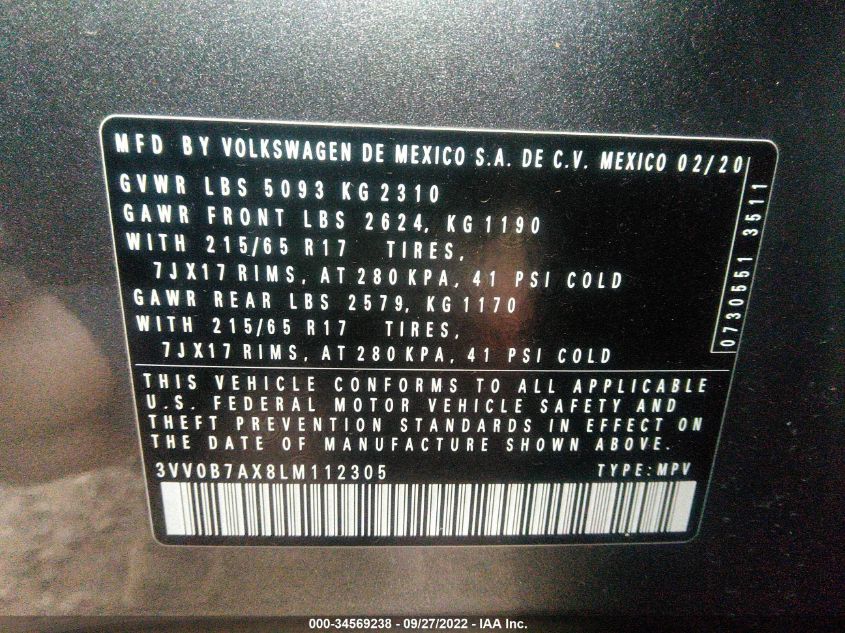 MFD BY VOLKSWAGEN DE MEXICO S.A. DE C.V. MEXICO 02/20
GVWR LBS 5093 KG 2310
GAWR FRONT LBS 2624, KG 1190
WITH 215/65 R17 TIRES,
7JX17 RIMS, AT 280 KPA, 41 PSI COLD
GAWR REAR LBS 2579, KG 1170
WITH 215/65 R17 TIRES,
7JX17 RIMS, AT 280 KPA, 41 PSI COLD
0730551 3511
THIS VEHICLE CONFORMS TO ALL APPLICABLE
U.S. FEDERAL MOTOR VEHICLE SAFETY AND
THEFT PREVENTION STANDARDS IN EFFECT ON
THE DATE OF MANUFACTURE SHOWN ABOVE.
3VV0B7AX8LM112305 TYPE: MPV
000-34569238 - 09/27/2022 - IAA Inc.